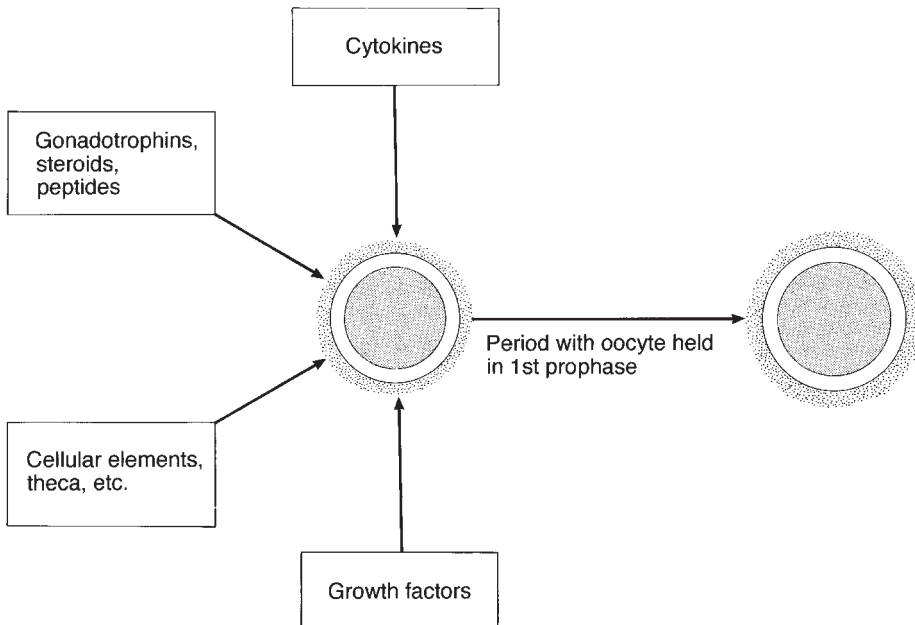 Cytokines
Gonadotrophins,
steroids,
peptides
Period with oocyte held
in 1st prophase
Cellular elements,
theca, etc.
Growth factors